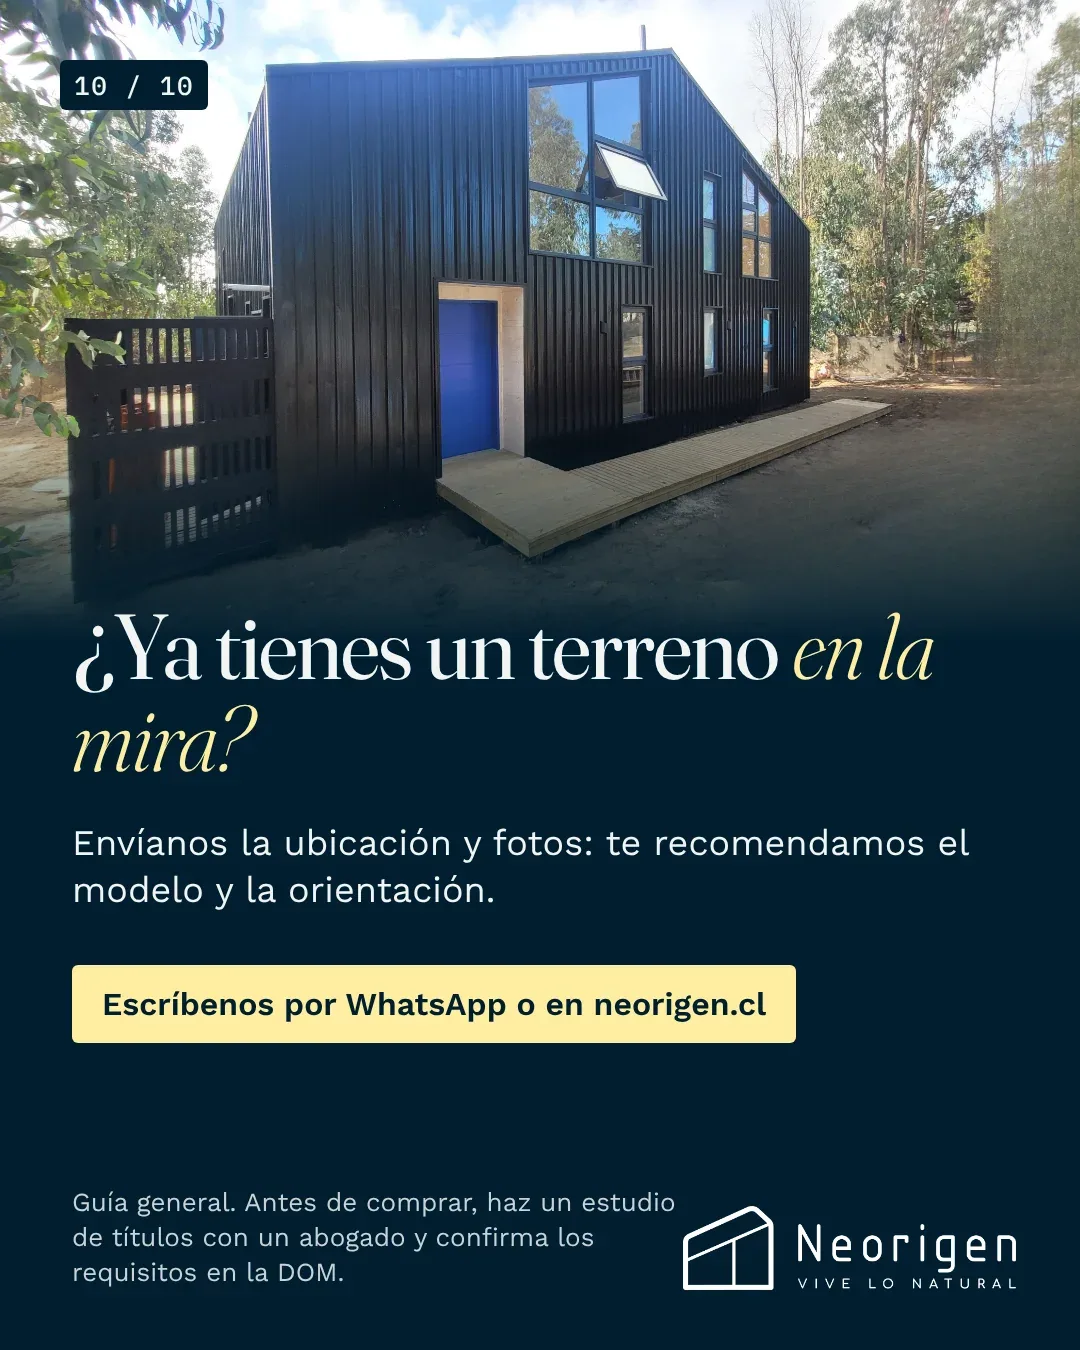 10 / 10
¿Ya tienes un terreno en la
mira?
Envíanos la ubicación y fotos: te recomendamos el
modelo y la orientación.
Escríbenos por WhatsApp o en neorigen.cl
Guía general. Antes de comprar, haz un estudio
de títulos con un abogado y confirma los
requisitos en la DOM.
Neorigen
VIVE LO NATURAL